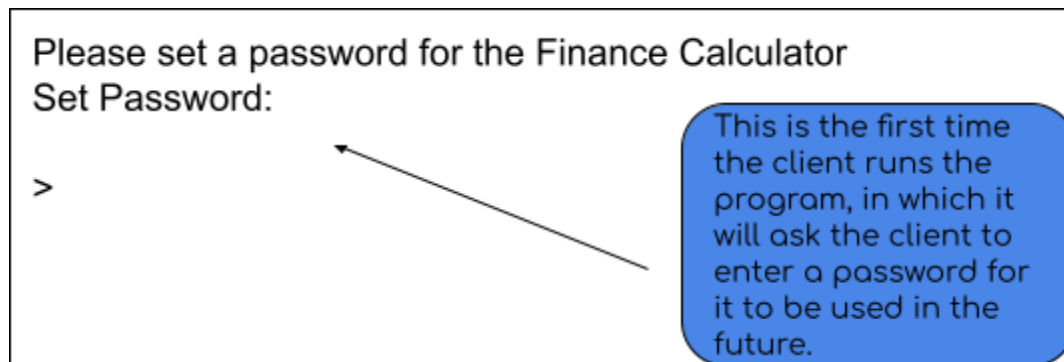 Please set a password for the Finance Calculator
Set Password:
>
This is the first time
the client runs the
program, in which it
will ask the client to
enter a password for
it to be used in the
future.